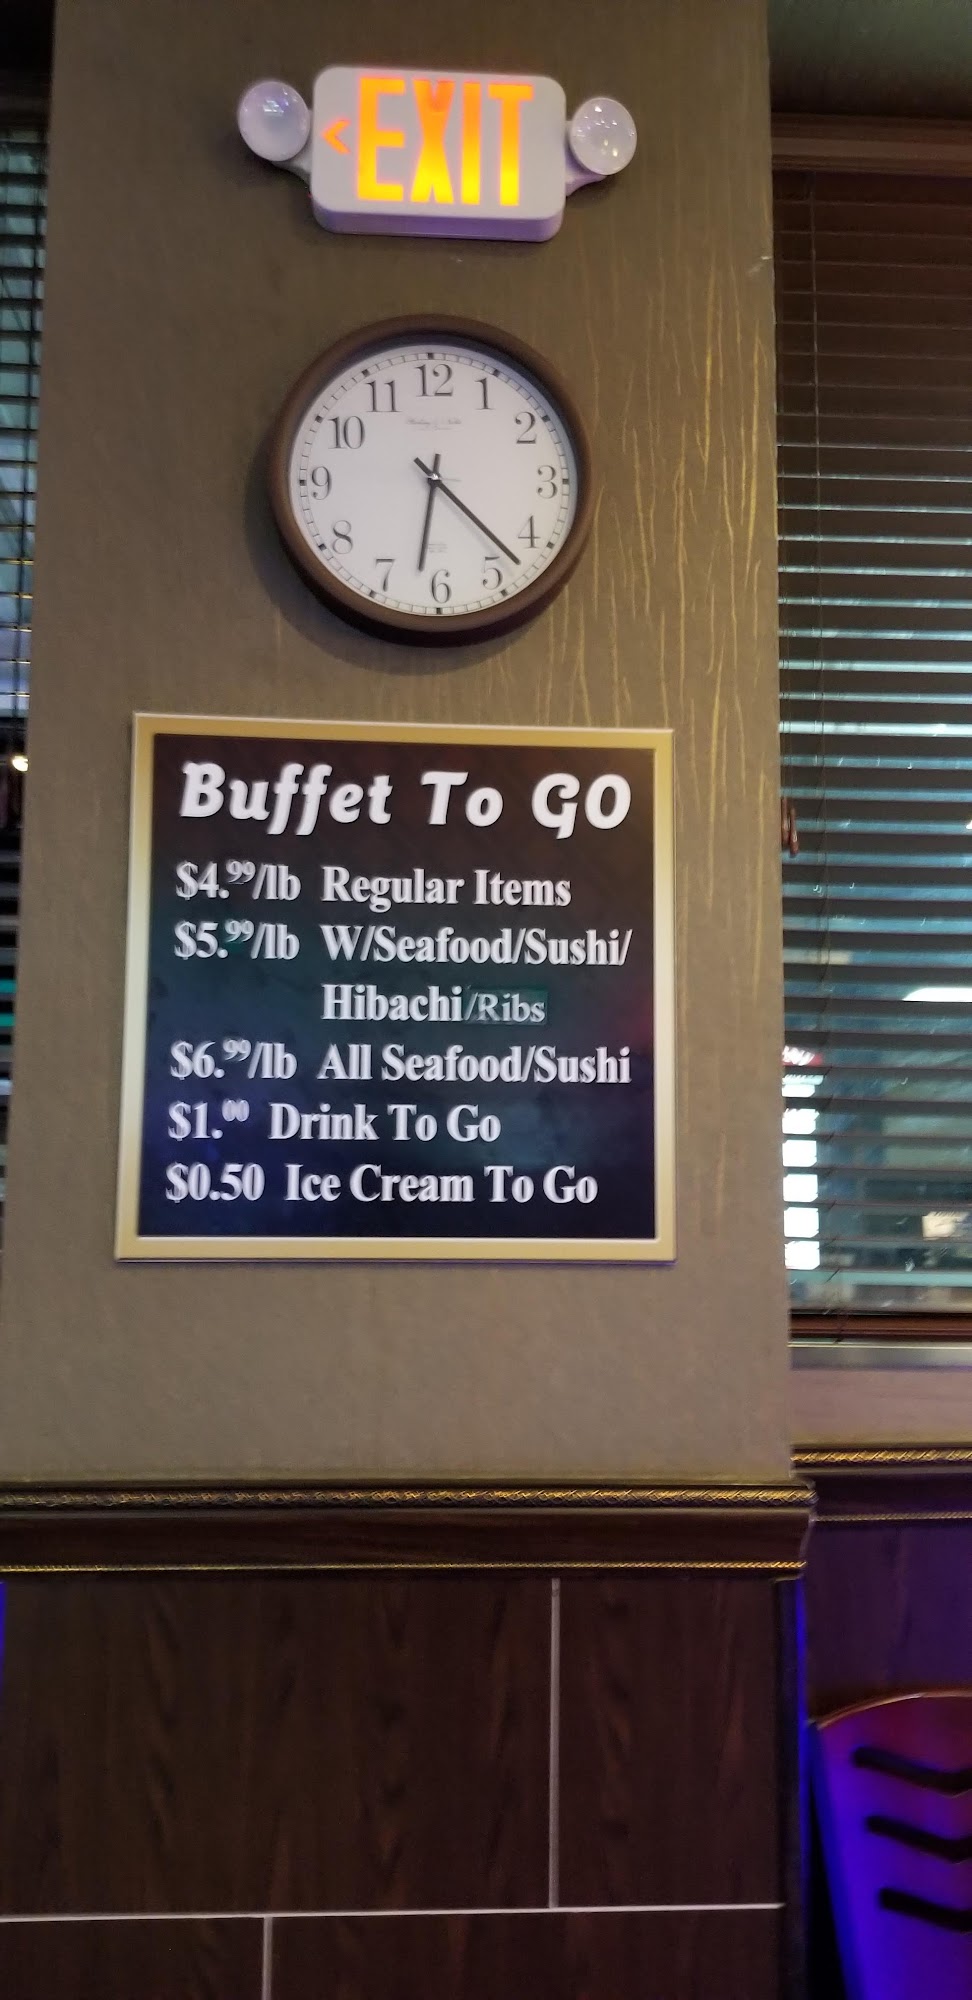 <EXIT
12
1
2
3
4
5
6
7
8
9
10
11
Buffet To GO
$4.99/lb Regular Items
$5.99/lb W/Seafood/Sushi/
Hibachi/Ribs
$6.99/lb All Seafood/Sushi
$1.00 Drink To Go
$0.50 Ice Cream To Go